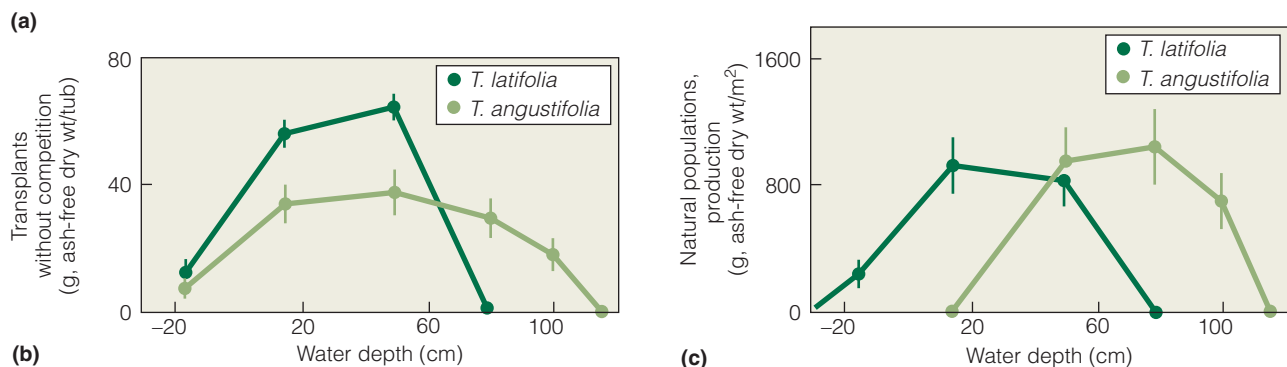 (a)
80
40
0
−20
20
60
100
Transplants
without competition
(g, ash-free dry wt/tub)
T. latifolia
T. angustifolia
(b)
Water depth (cm)
1600
800
0
−20
20
60
100
Natural populations,
production
(g, ash-free dry wt/m²)
T. latifolia
T. angustifolia
(c)
Water depth (cm)